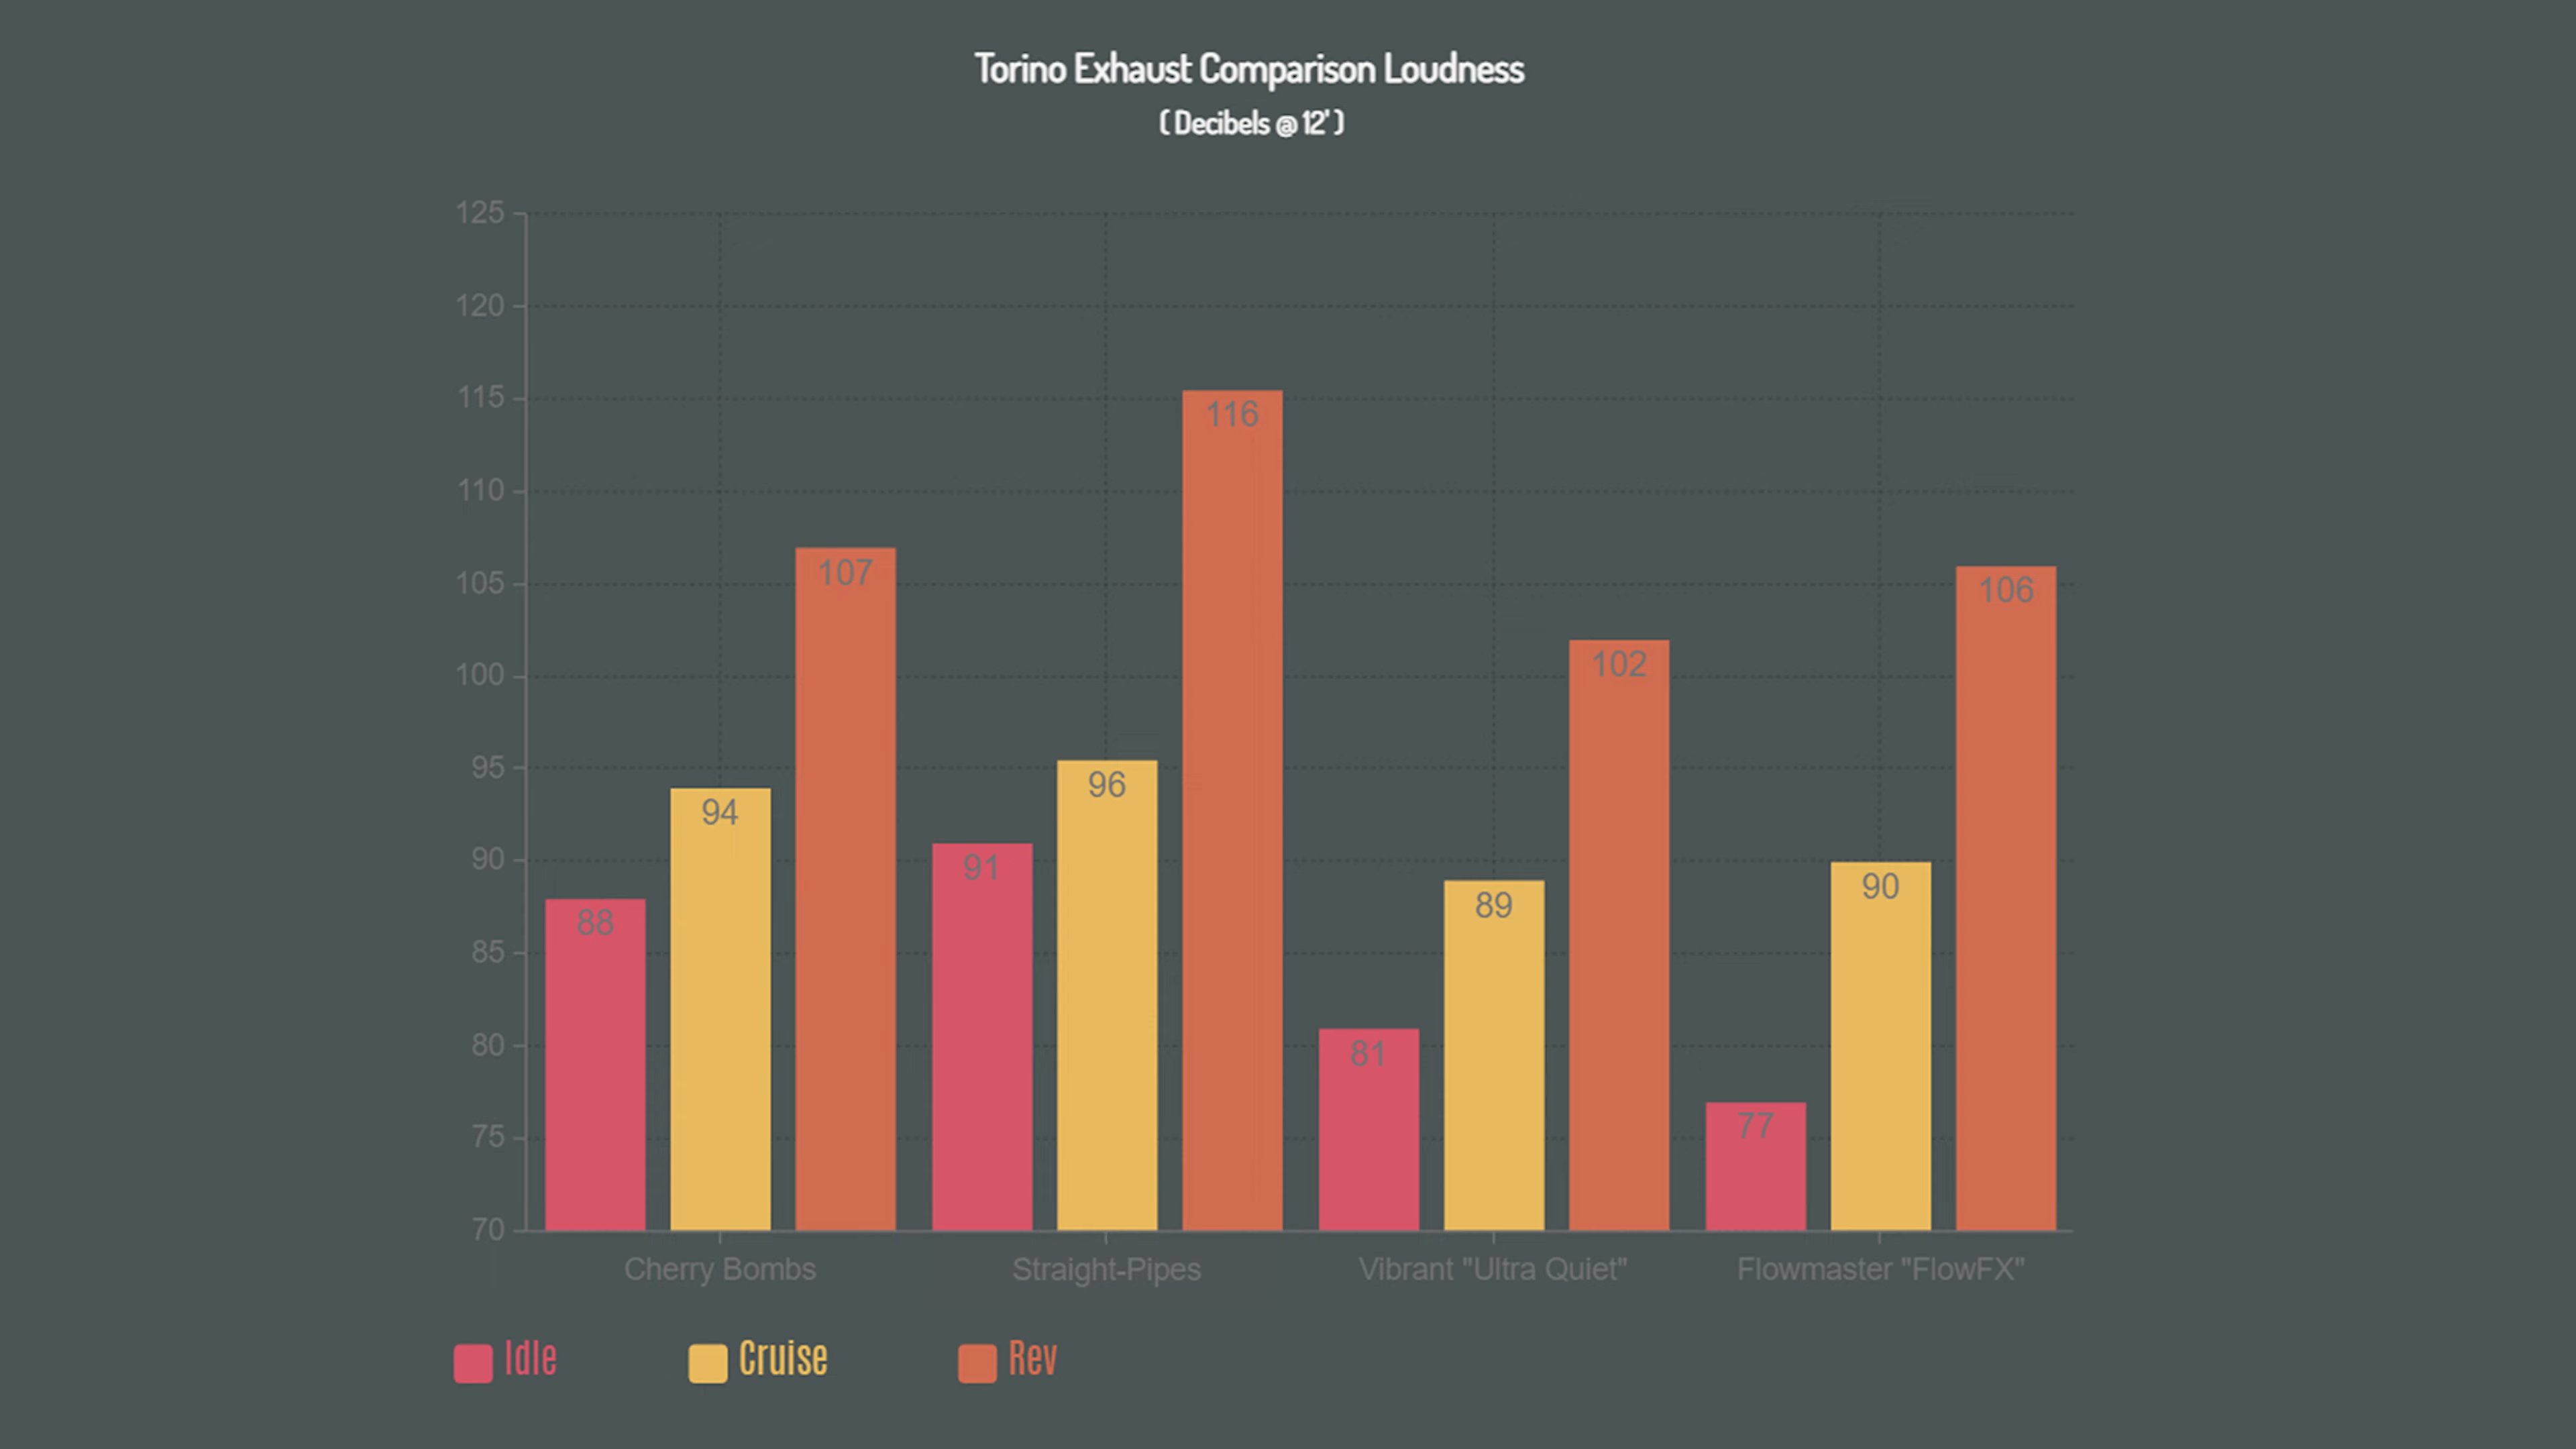 Torino Exhaust Comparison Loudness
( Decibels @ 12' )
125
120
115
110
105
100
95
90
85
80
75
70
88
94
107
91
96
116
81
89
102
77
90
106
Cherry Bombs
Straight-Pipes
Vibrant "Ultra Quiet"
Flowmaster "FlowFX"
Idle
Cruise
Rev